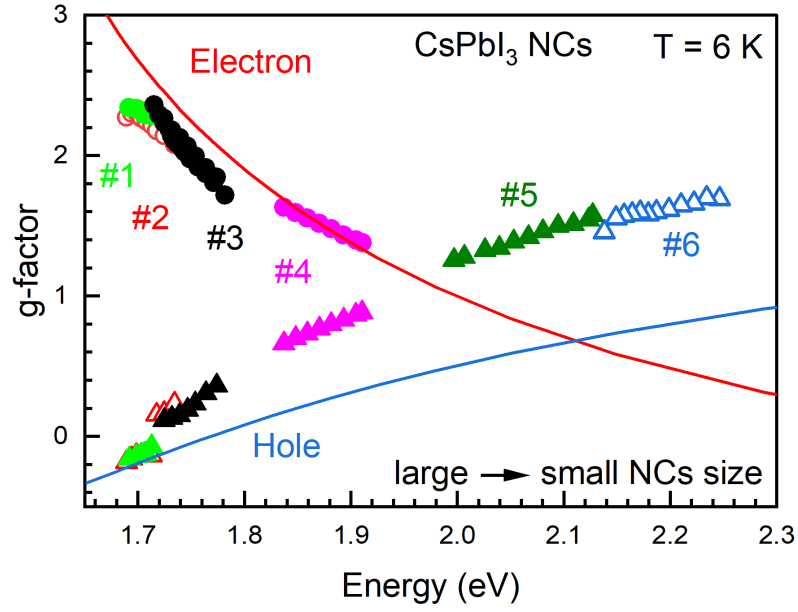 3
CsPbI₃ NCs
T = 6 K
Electron
2
#1
#2
#3
#5
#6
#4
1
g-factor
0
Hole
large → small NCs size
1.7 1.8 1.9 2.0 2.1 2.2 2.3
Energy (eV)